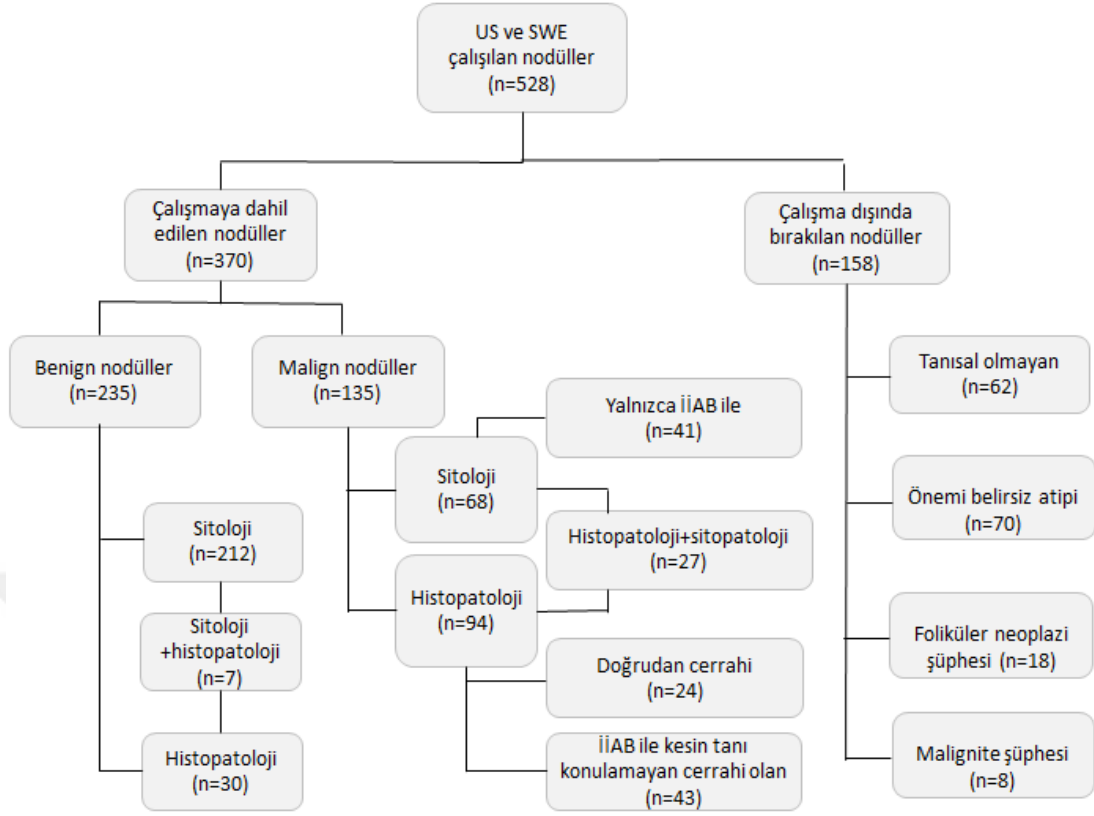 US ve SWE
çalışılan nodüller
(n=528)
Çalışmaya dahil
edilen nodüller
(n=370)
Çalışma dışında
bırakılan nodüller
(n=158)
Benign nodüller
(n=235)
Malign nodüller
(n=135)
Tanısal olmayan
(n=62)
Yalnızca İİAB ile
(n=41)
Sitoloji
(n=68)
Önemi belirsiz atipi
(n=70)
Sitoloji
(n=212)
Histopatoloji+sitopatoloji
(n=27)
Histopatoloji
(n=94)
Sitoloji
+histopatoloji
(n=7)
Foliküler neoplazi
şüphesi (n=18)
Doğrudan cerrahi
(n=24)
Histopatoloji
(n=30)
İİAB ile kesin tanı
konulamayan cerrahi olan
(n=43)
Malignite şüphesi
(n=8)